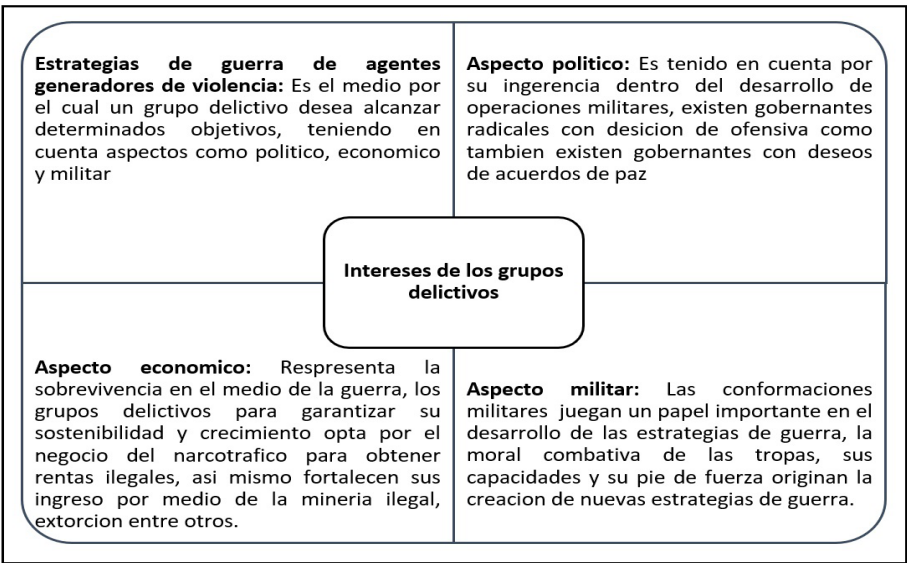 Estrategias de guerra de agentes
generadores de violencia: Es el medio por
el cual un grupo delictivo desea alcanzar
determinados objetivos, teniendo en
cuenta aspectos como politico, economico
y militar
Aspecto politico: Es tenido en cuenta por
su ingerencia dentro del desarrollo de
operaciones militares, existen gobernantes
radicales con desicion de ofensiva como
tambien existen gobernantes con deseos
de acuerdos de paz
Intereses de los grupos
delictivos
Aspecto economico: Respresenta la
sobrevivencia en el medio de la guerra, los
grupos delictivos para garantizar su
sostenibilidad y crecimiento opta por el
negocio del narcotrafico para obtener
rentas ilegales, asi mismo fortalecen sus
ingreso por medio de la mineria ilegal,
extorcion entre otros.
Aspecto militar: Las conformaciones
militares juegan un papel importante en el
desarrollo de las estrategias de guerra, la
moral combativa de las tropas, sus
capacidades y su pie de fuerza originan la
creacion de nuevas estrategias de guerra.